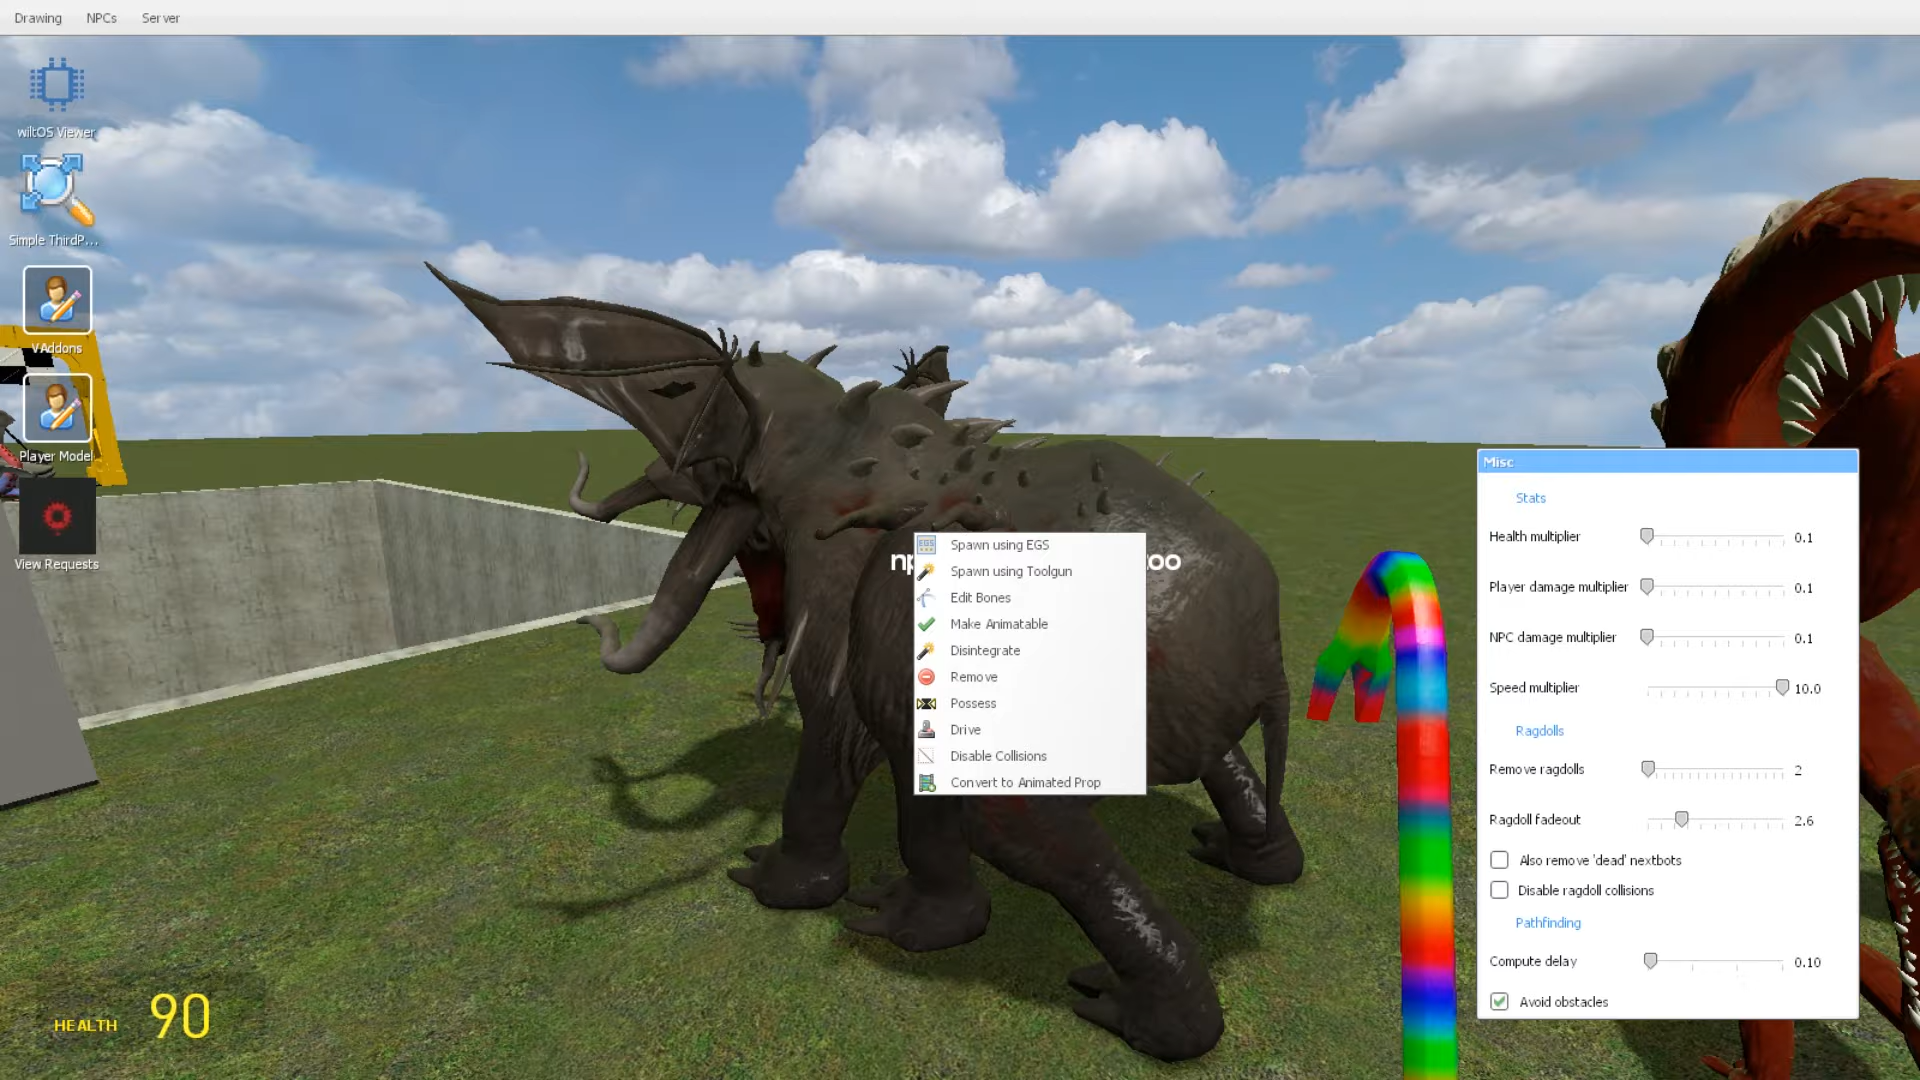 Drawing NPCs Server
wiltOS Viewer
Simple ThirdP...
VAddons
Player Model
View Requests
Spawn using EGS
Spawn using Toolgun
Edit Bones
Make Animatable
Disintegrate
Remove
Possess
Drive
Disable Collisions
Convert to Animated Prop
Misc
Stats
Health multiplier 0.1
Player damage multiplier 0.1
NPC damage multiplier 0.1
Speed multiplier 10.0
Ragdolls
Remove ragdolls 2
Ragdoll fadeout 2.6
Also remove 'dead' nextbots
Disable ragdoll collisions
Pathfinding
Compute delay 0.10
Avoid obstacles
HEALTH 90